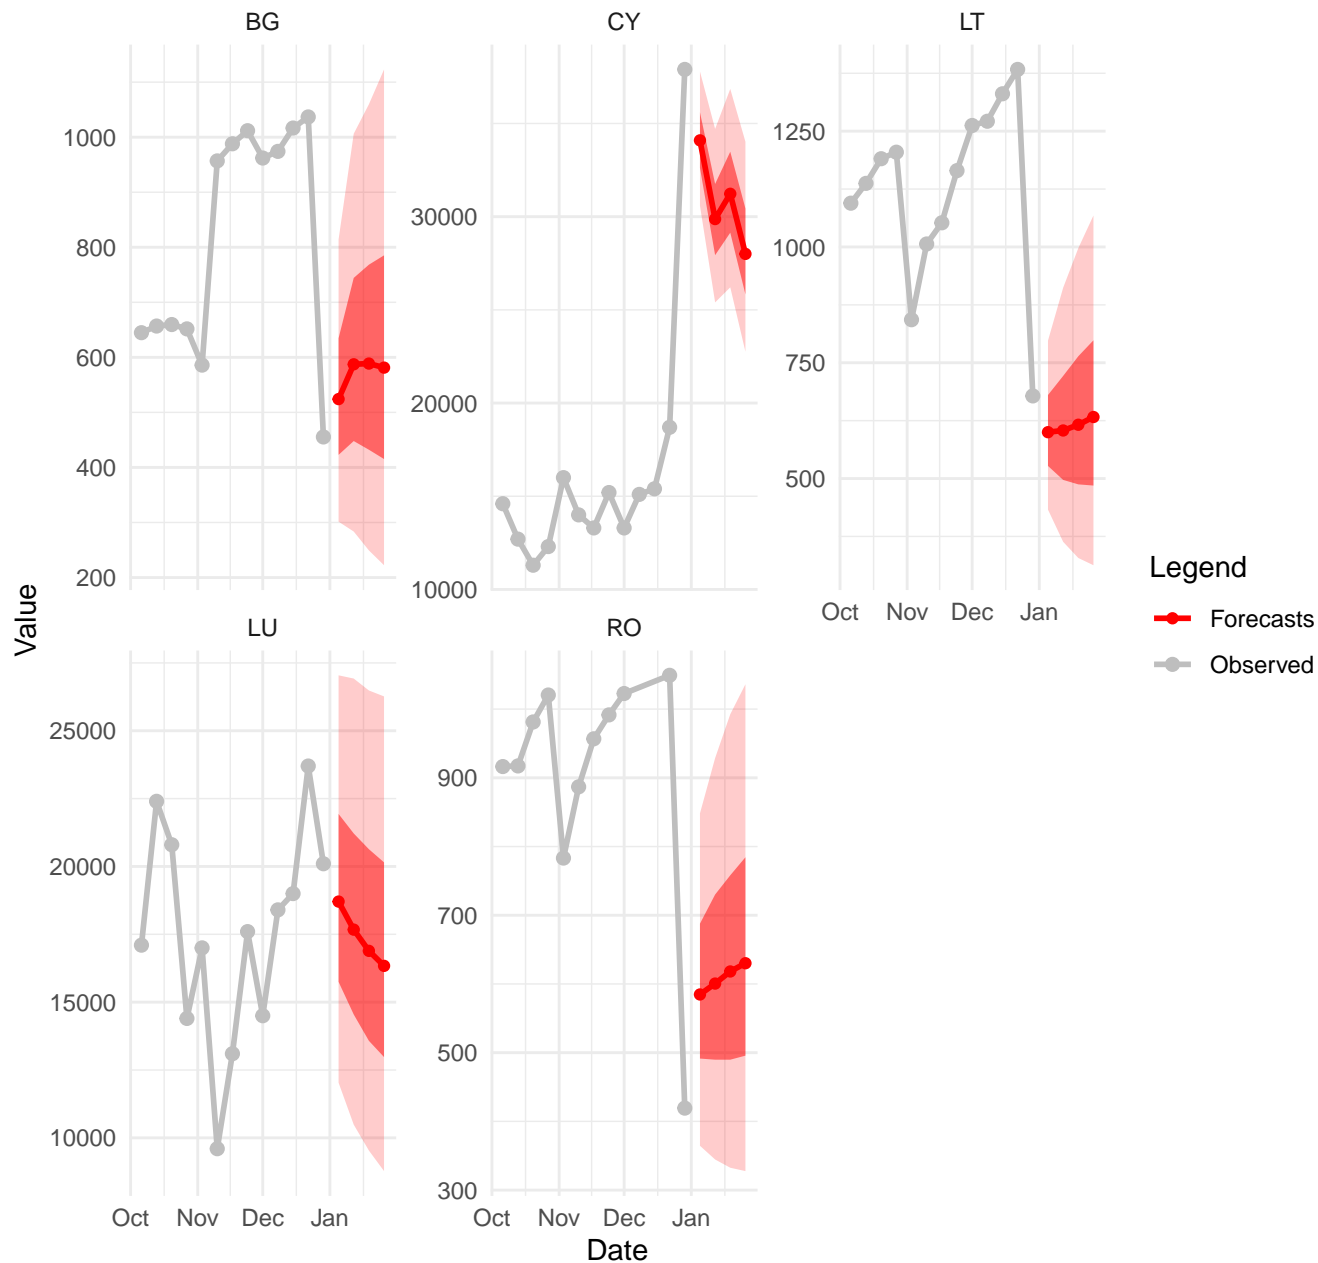 BG
CY
LT
1000
800
600
400
200
30000
20000
10000
1250
1000
750
500
Oct Nov Dec Jan
Value
Legend
Forecasts
Observed
LU
RO
25000
20000
15000
10000
900
700
500
300
Oct Nov Dec Jan
Oct Nov Dec Jan
Date